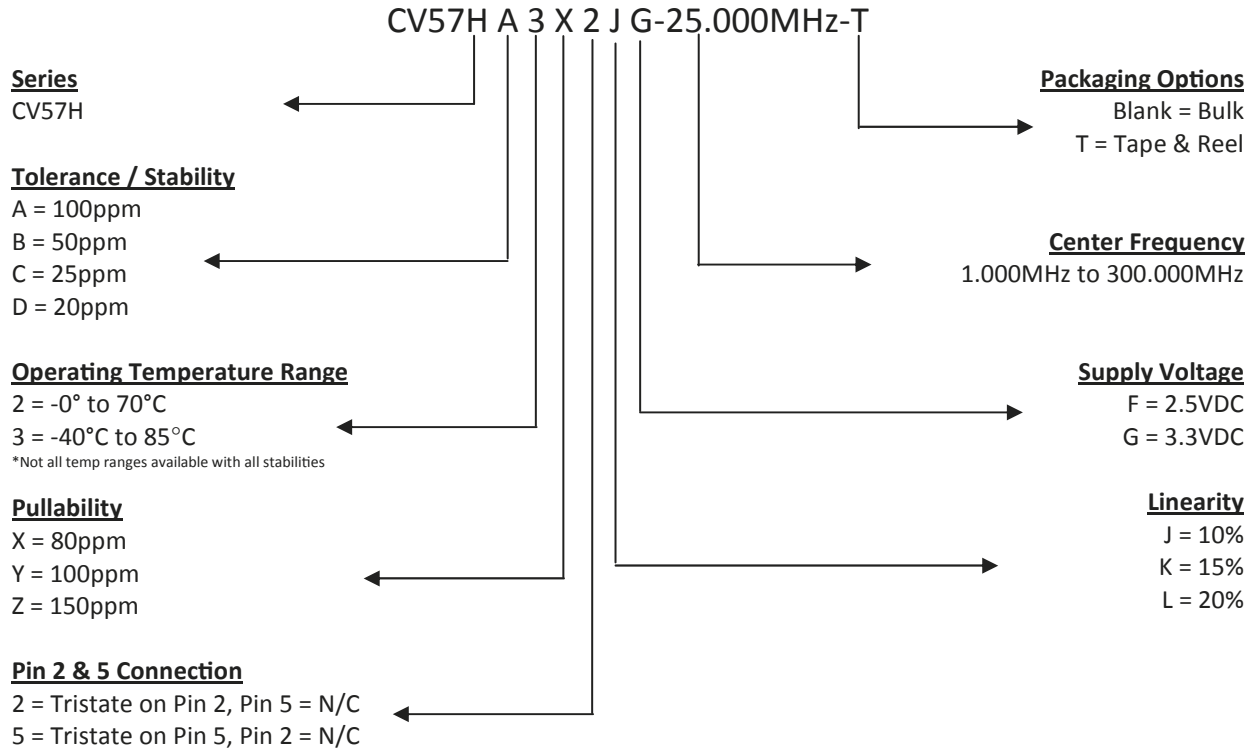 CV57H A 3 X 2 J G-25.000MHz-T
Series
CV57H
Tolerance / Stability
A = 100ppm
B = 50ppm
C = 25ppm
D = 20ppm
Operating Temperature Range
2 = -0° to 70°C
3 = -40°C to 85°C
*Not all temp ranges available with all stabilities
Pullability
X = 80ppm
Y = 100ppm
Z = 150ppm
Pin 2 & 5 Connection
2 = Tristate on Pin 2, Pin 5 = N/C
5 = Tristate on Pin 5, Pin 2 = N/C
Packaging Options
Blank = Bulk
T = Tape & Reel
Center Frequency
1.000MHz to 300.000MHz
Supply Voltage
F = 2.5VDC
G = 3.3VDC
Linearity
J = 10%
K = 15%
L = 20%